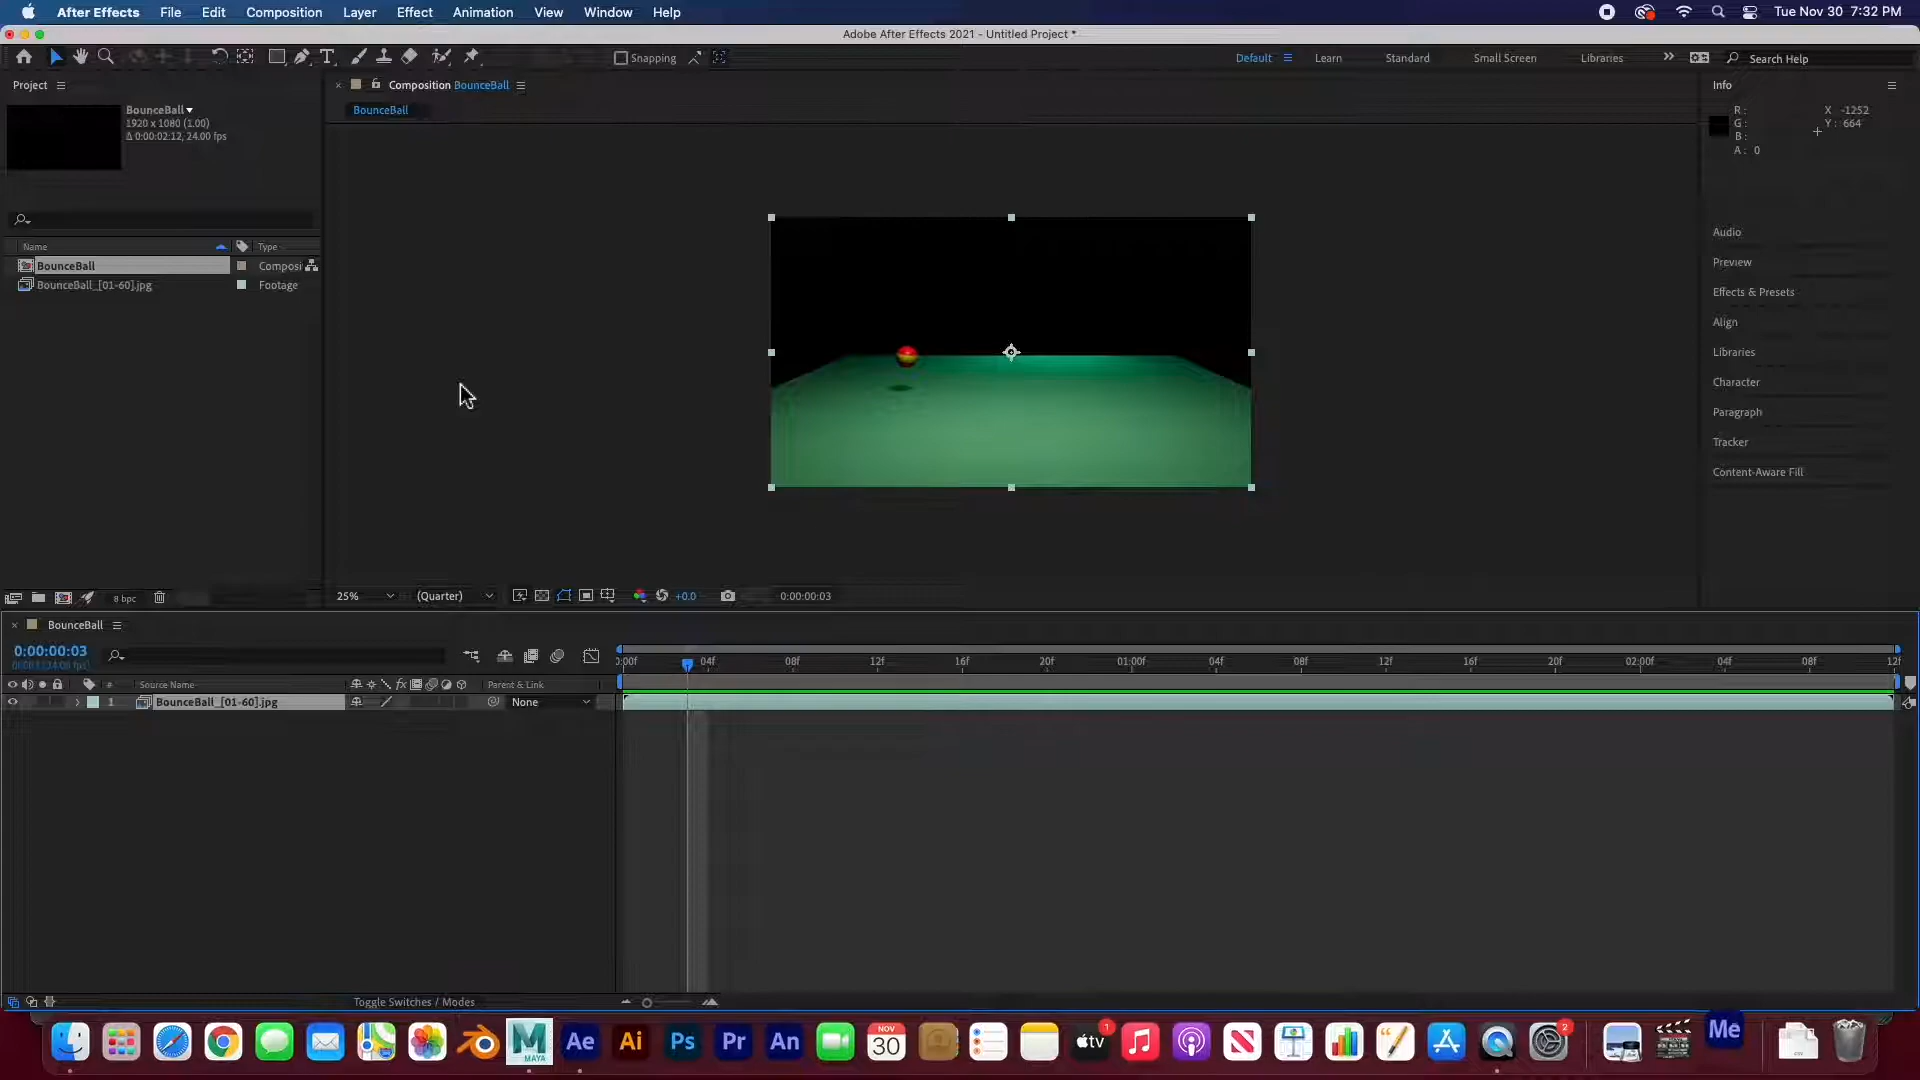 After Effects File Edit Composition Layer Effect Animation View Window Help Tue Nov 30 7:32 PM
Adobe After Effects 2021 - Untitled Project *
Snapping Default Learn Standard Small Screen Libraries Search Help
Project Composition BounceBall Info
BounceBall
1920 x 1080 (1.00)
Δ 0:00:02:12, 24.00 fps
BounceBall
R: X -1252
G: Y: 664
B:
A: 0
Audio
Preview
Effects & Presets
Align
Libraries
Character
Paragraph
Tracker
Content-Aware Fill
Name Type
BounceBall Composi
BounceBall_[01-60].jpg Footage
8 bpc 25% (Quarter) +0.0 0:00:00:03
BounceBall
0:00:00:03
0:00f 04f 08f 12f 16f 20f 01:00f 04f 08f 12f 16f 20f 02:00f 04f 08f 12f
# Source Name fx Parent & Link
1 BounceBall_[01-60].jpg None
Toggle Switches / Modes
MAYA Ae Ai Ps Pr An NOV 30 tv 1 2 Me